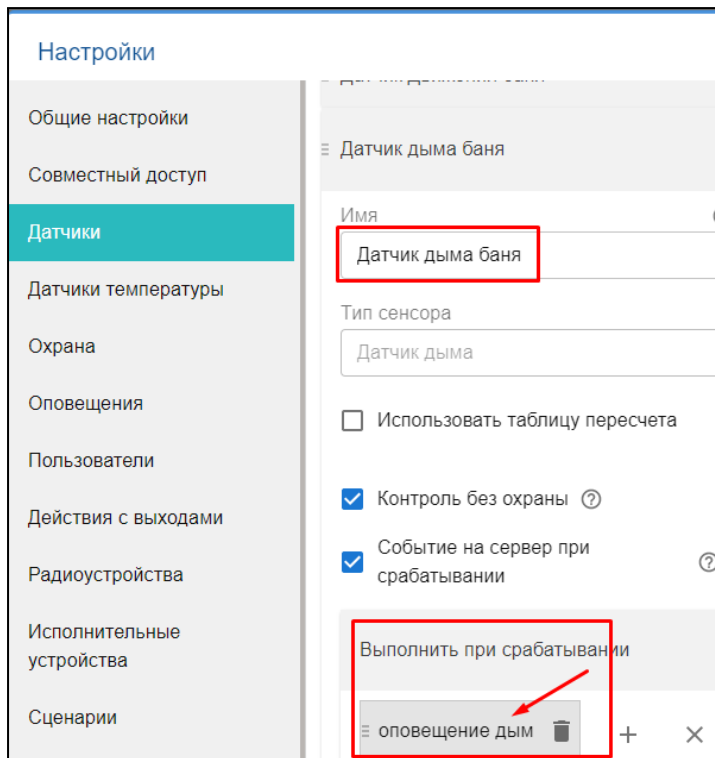 Настройки
Общие настройки
Совместный доступ
Датчики
Датчики температуры
Охрана
Оповещения
Пользователи
Действия с выходами
Радиоустройства
Исполнительные
устройства
Сценарии
Датчик дыма баня
Имя
Датчик дыма баня
Тип сенсора
Датчик дыма
Использовать таблицу пересчета
Контроль без охраны
Событие на сервер при
срабатывании
Выполнить при срабатывании
оповещение дым